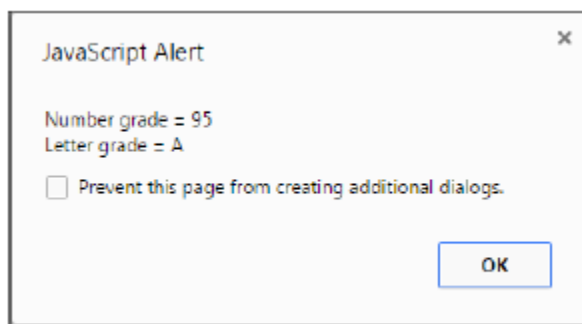 JavaScript Alert
×
Number grade = 95
Letter grade = A
Prevent this page from creating additional dialogs.
OK